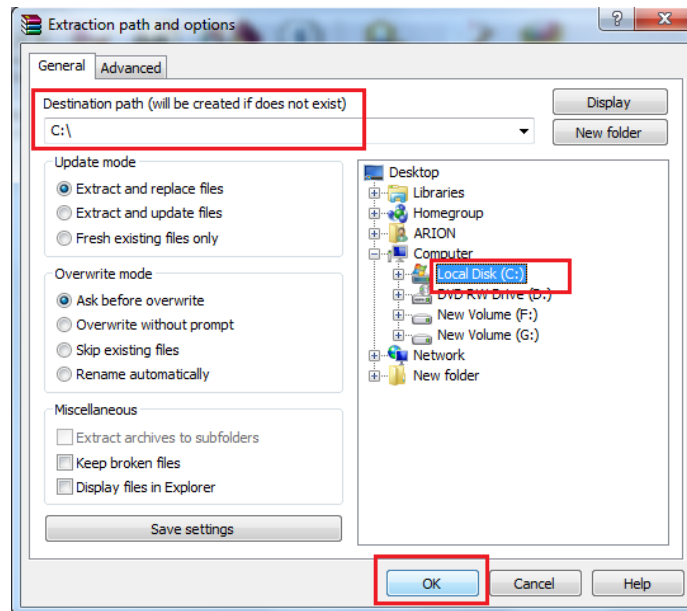 Extraction path and options
General Advanced
Destination path (will be created if does not exist)
C:\
Display
New folder
Update mode
Extract and replace files
Extract and update files
Fresh existing files only
Overwrite mode
Ask before overwrite
Overwrite without prompt
Skip existing files
Rename automatically
Miscellaneous
Extract archives to subfolders
Keep broken files
Display files in Explorer
Save settings
Desktop
Libraries
Homegroup
ARION
Computer
Local Disk (C:)
DVD RW Drive (D:)
New Volume (F:)
New Volume (G:)
Network
New folder
OK Cancel Help